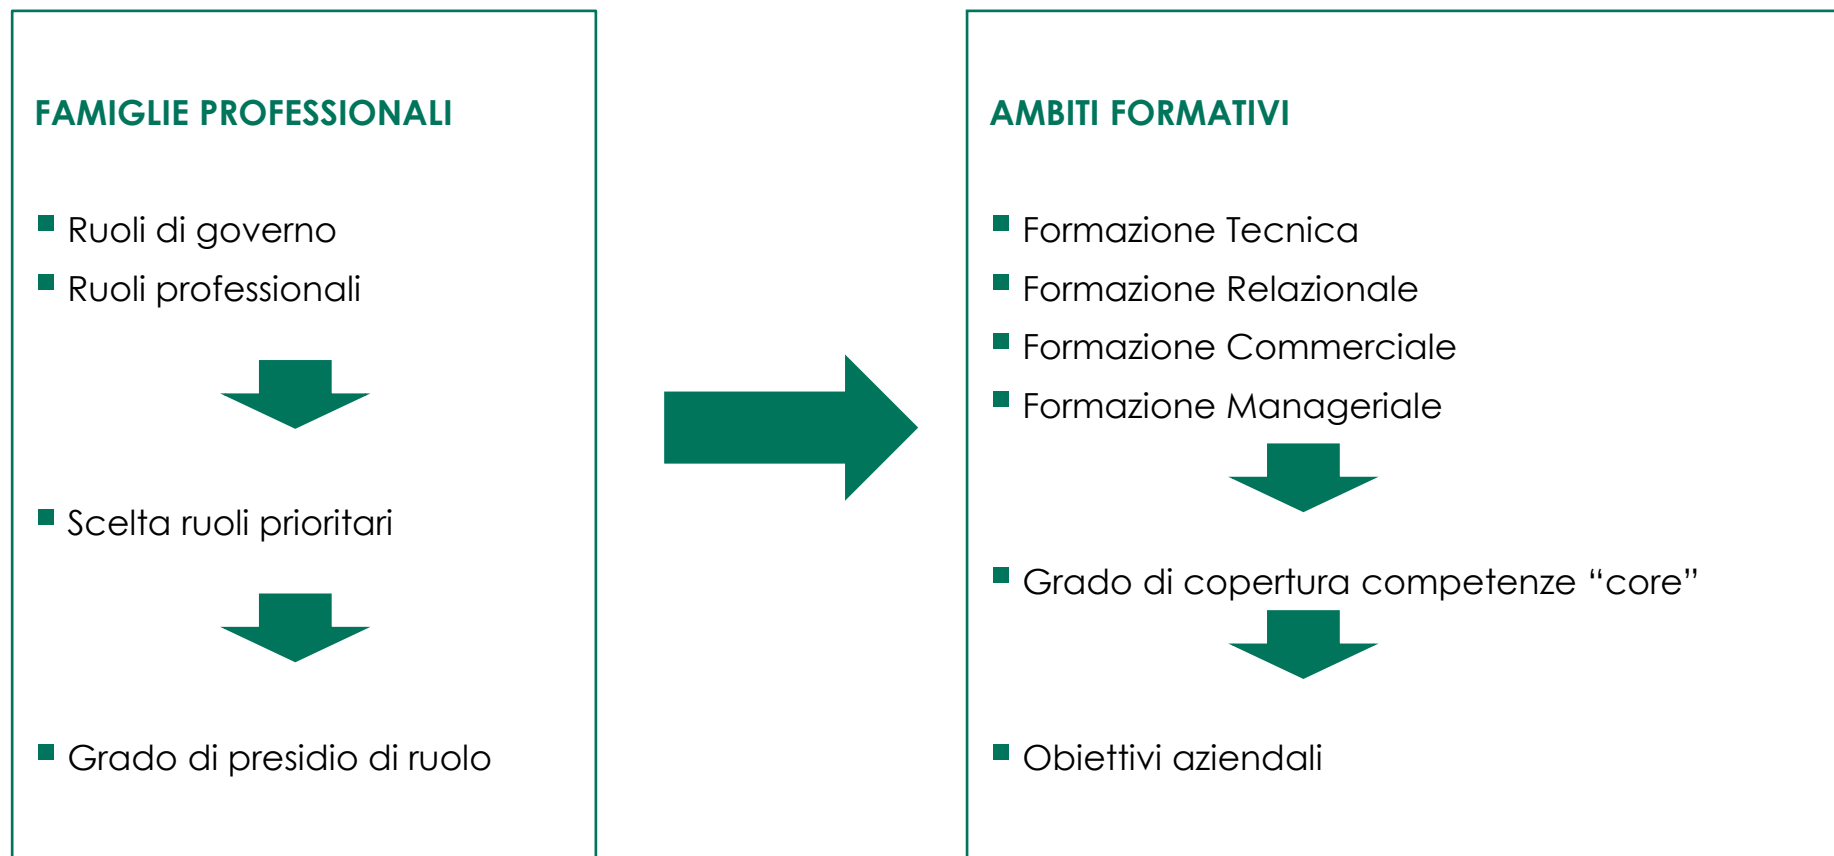 FAMIGLIE PROFESSIONALI
Ruoli di governo
Ruoli professionali
Scelta ruoli prioritari
Grado di presidio di ruolo
AMBITI FORMATIVI
Formazione Tecnica
Formazione Relazionale
Formazione Commerciale
Formazione Manageriale
Grado di copertura competenze “core”
Obiettivi aziendali